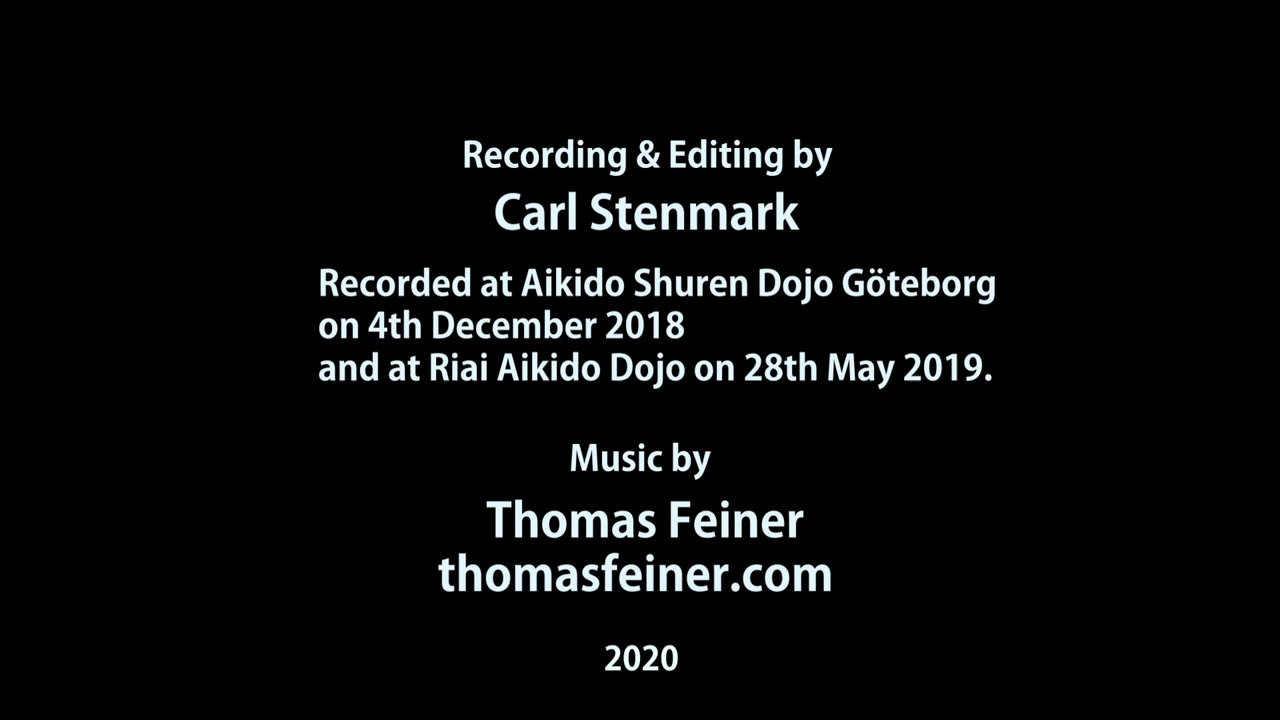 Recording & Editing by
Carl Stenmark
Recorded at Aikido Shuren Dojo Göteborg
on 4th December 2018
and at Riai Aikido Dojo on 28th May 2019.
Music by
Thomas Feiner
thomasfeiner.com
2020